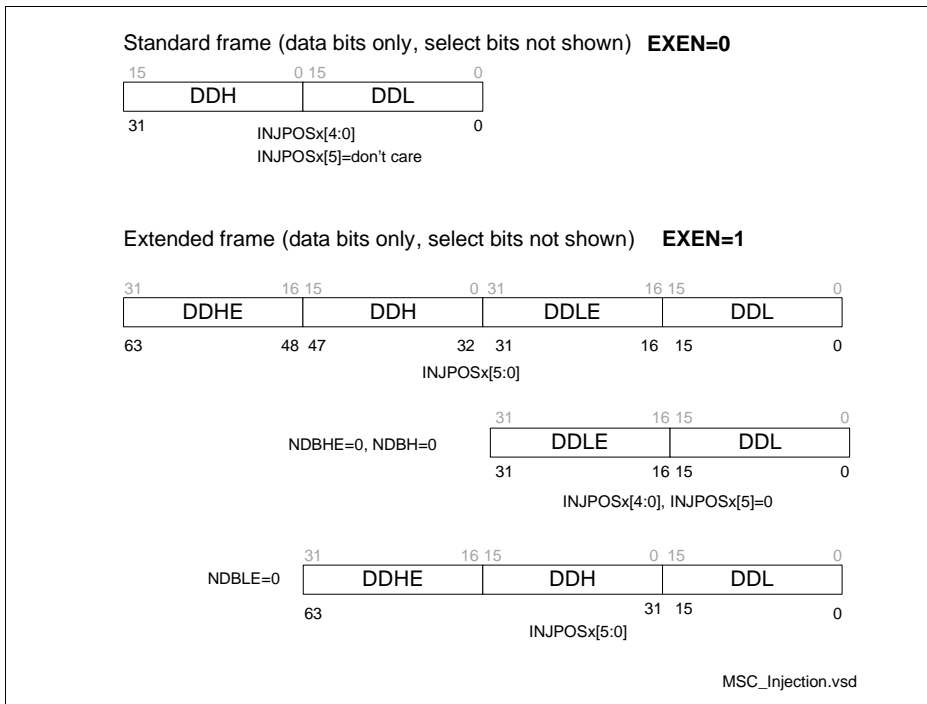 Standard frame (data bits only, select bits not shown) EXEN=0
15 0 15 0
DDH DDL
31 0
INJPOSx[4:0]
INJPOSx[5]=don't care
Extended frame (data bits only, select bits not shown) EXEN=1
31 16 15 0 31 16 15 0
DDHE DDH DDLE DDL
63 48 47 32 31 16 15 0
INJPOSx[5:0]
31 16 15 0
NDBHE=0, NDBH=0 DDLE DDL
31 16 15 0
INJPOSx[4:0], INJPOSx[5]=0
31 16 15 0 15 0
NDBLE=0 DDHE DDH DDL
63 31 15 0
INJPOSx[5:0]
MSC_Injection.vsd